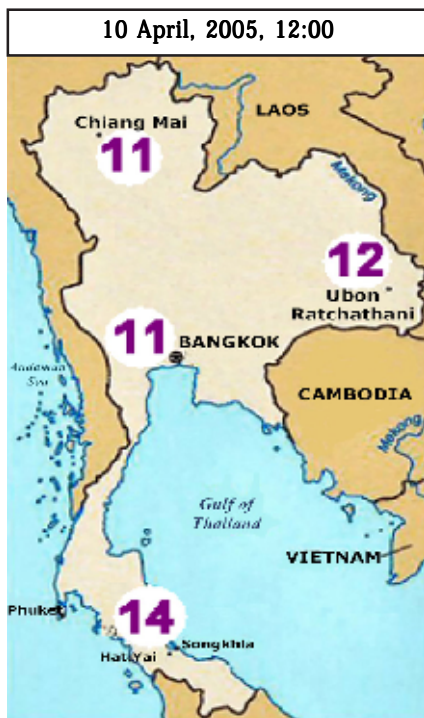 10 April, 2005, 12:00
LAOS
Chiang Mai
11
Mekong
12
Ubon
Ratchathani
11
BANGKOK
Andaman
Sea
CAMBODIA
Mekong
Gulf of
Thailand
VIETNAM
Phuket
14
Songkhla
Hat Yai